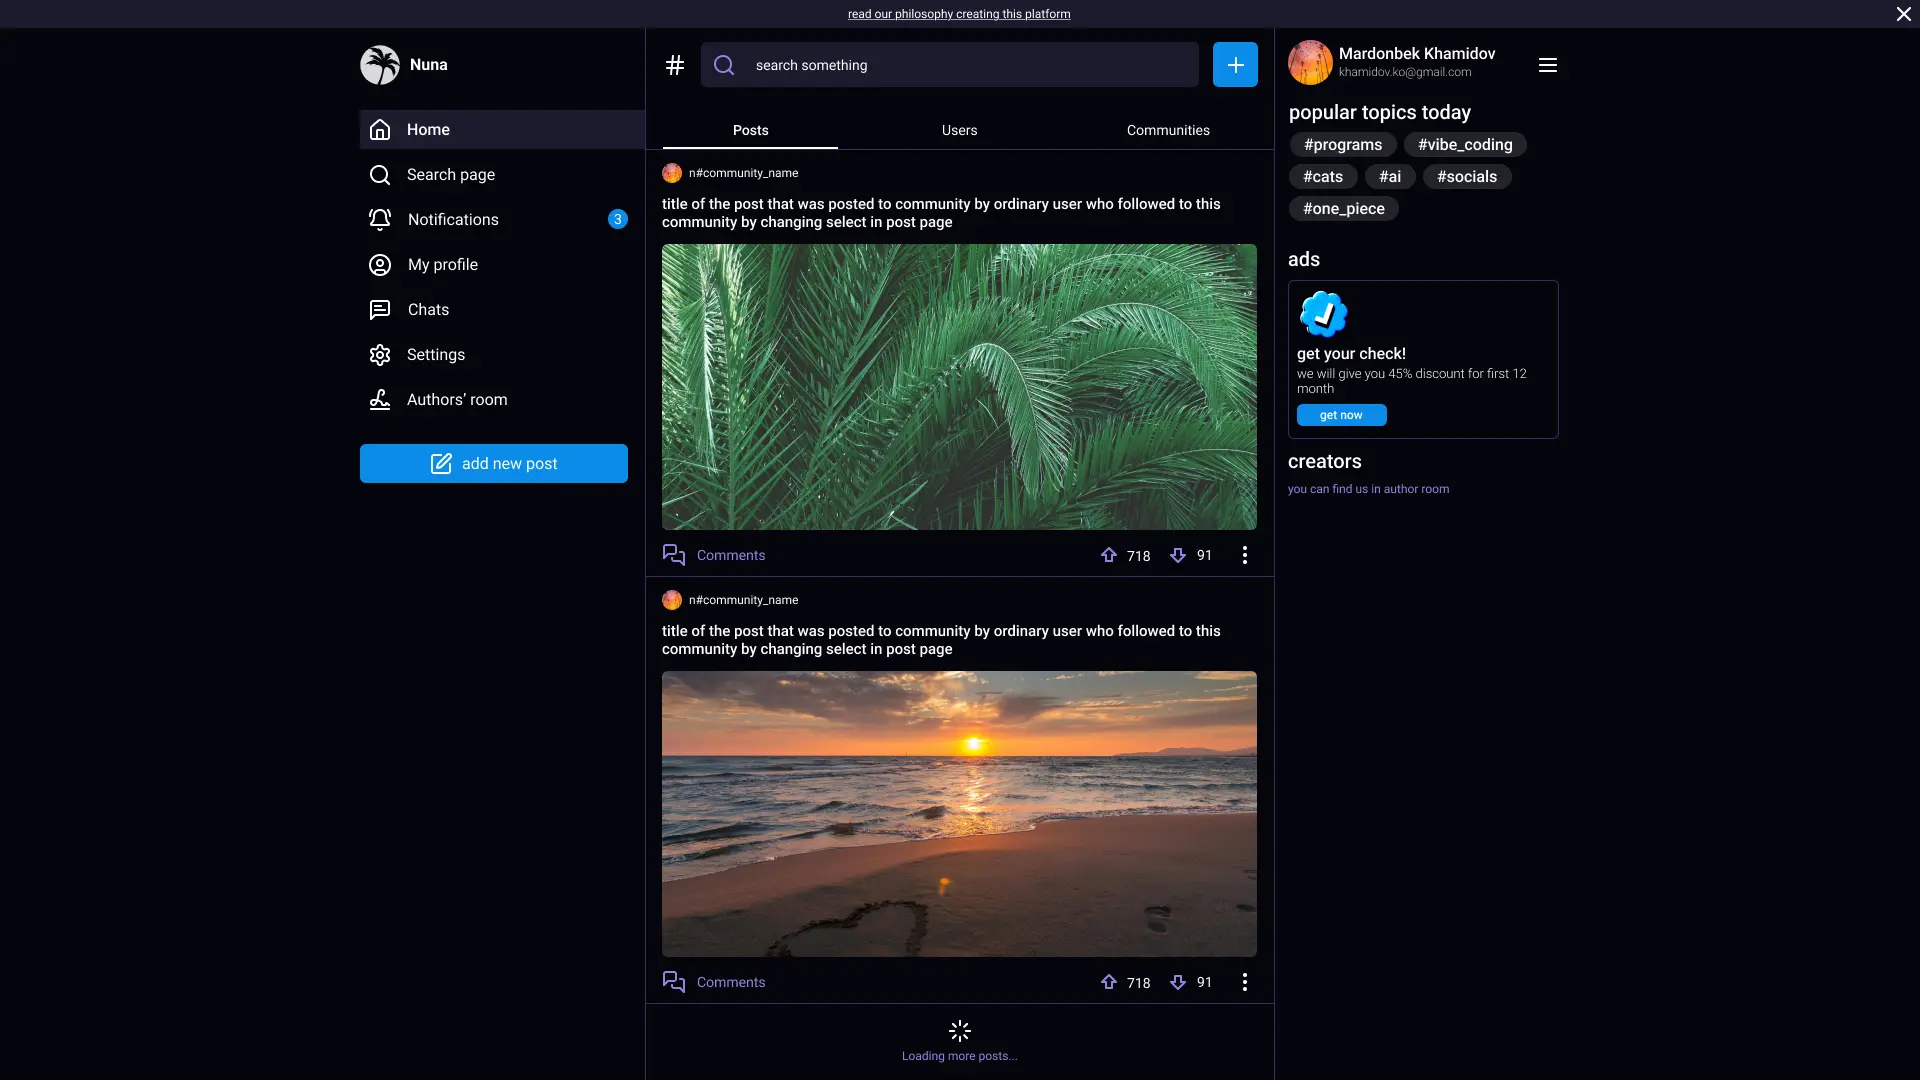 read our philosophy creating this platform
Nuna
Home
Search page
Notifications
3
My profile
Chats
Settings
Authors’ room
add new post
#
search something
Posts
Users
Communities
n#community_name
title of the post that was posted to community by ordinary user who followed to this
community by changing select in post page
Comments
718
91
n#community_name
title of the post that was posted to community by ordinary user who followed to this
community by changing select in post page
Comments
718
91
Loading more posts...
Mardonbek Khamidov
khamidov.ko@gmail.com
popular topics today
#programs
#vibe_coding
#cats
#ai
#socials
#one_piece
ads
get your check!
we will give you 45% discount for first 12
month
get now
creators
you can find us in author room